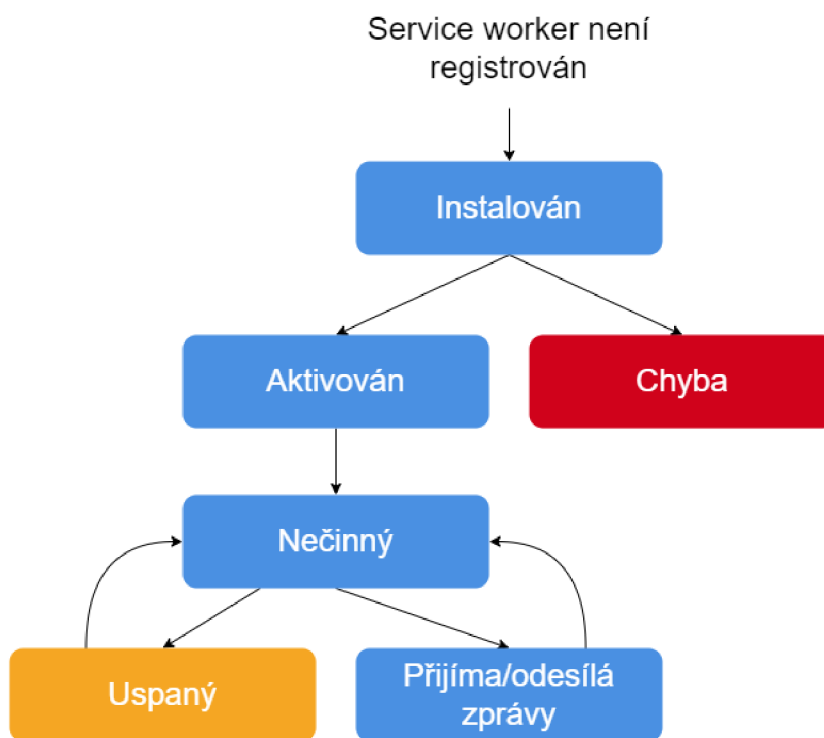 Service worker není
registrován
Instalován
Aktivován
Chyba
Nečinný
Uspaný
Přijíma/odesílá
zprávy